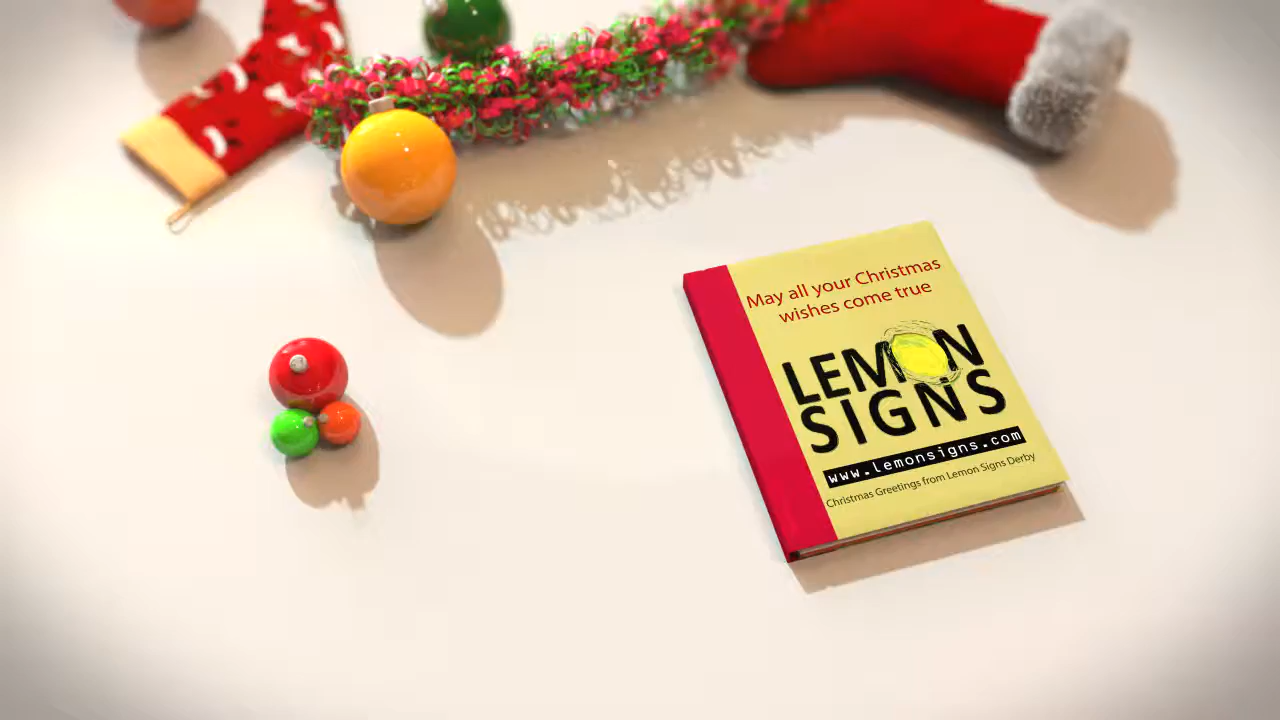 May all your Christmas
wishes come true
LEMON
SIGNS
www.lemonsigns.com
Christmas Greetings from Lemon Signs Derby